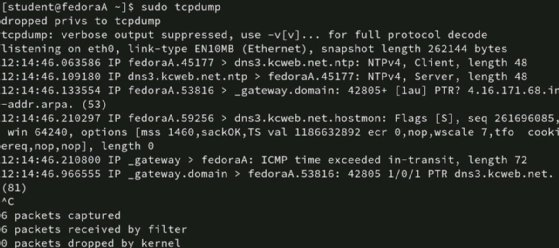 [student@fedoraA ~]$ sudo tcpdump
dropped privs to tcpdump
tcpdump: verbose output suppressed, use -v[v]... for full protocol decode
listening on eth0, link-type EN10MB (Ethernet), snapshot length 262144 bytes
12:14:46.063586 IP fedoraA.45177 > dns3.kcweb.net.ntp: NTPv4, Client, length 48
12:14:46.109180 IP dns3.kcweb.net.ntp > fedoraA.45177: NTPv4, Server, length 48
12:14:46.133554 IP fedoraA.53816 > _gateway.domain: 42805+ [1au] PTR? 4.16.171.68.in
-addr.arpa. (53)
12:14:46.210297 IP fedoraA.59256 > dns3.kcweb.net.hostmon: Flags [S], seq 261696085,
 win 64240, options [mss 1460,sackOK,TS val 1186632892 ecr 0,nop,wscale 7,tfo  cooki
ereq,nop,nop], length 0
12:14:46.210800 IP _gateway > fedoraA: ICMP time exceeded in-transit, length 72
12:14:46.966555 IP _gateway.domain > fedoraA.53816: 42805 1/0/1 PTR dns3.kcweb.net.
(81)
^C
6 packets captured
6 packets received by filter
0 packets dropped by kernel